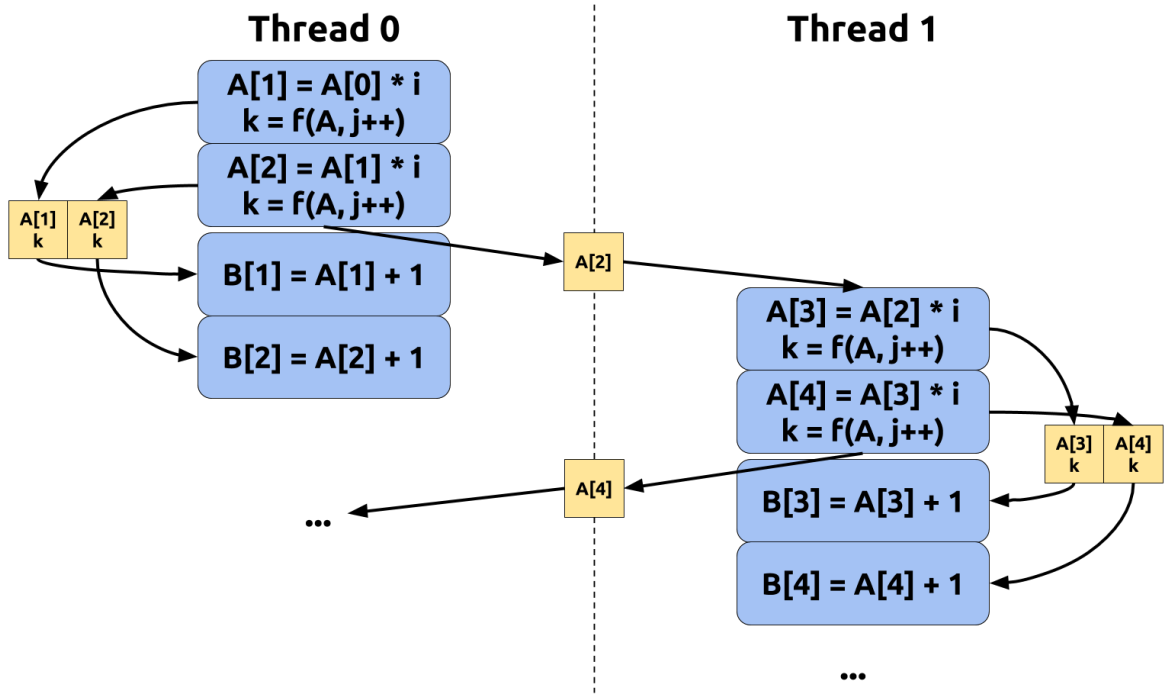 Thread 0
Thread 1
A[1] = A[0] * i
k = f(A, j++)
A[2] = A[1] * i
k = f(A, j++)
A[1]
k
A[2]
k
B[1] = A[1] + 1
B[2] = A[2] + 1
A[2]
A[3] = A[2] * i
k = f(A, j++)
A[4] = A[3] * i
k = f(A, j++)
A[3]
k
A[4]
k
B[3] = A[3] + 1
B[4] = A[4] + 1
A[4]
...
...